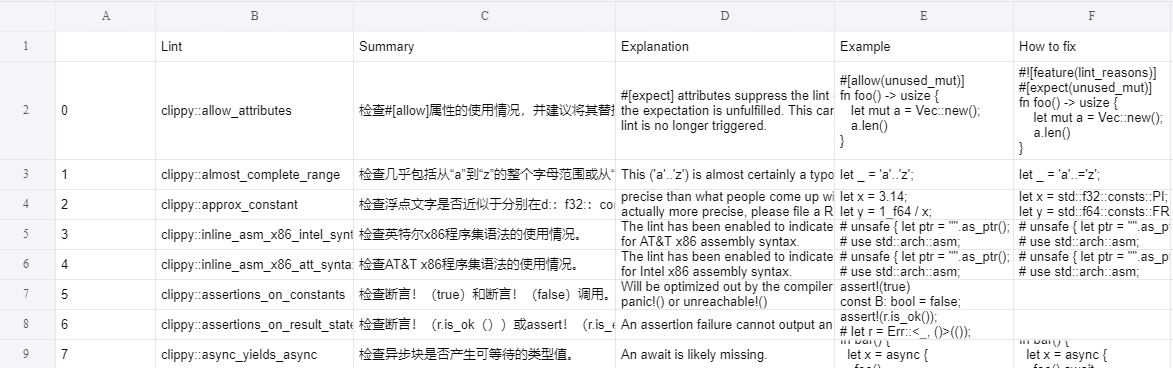 A B C D E F
1 Lint Summary Explanation Example How to fix
2 0 clippy::allow_attributes 检查#[allow]属性的使用情况，并建议将其替
#[expect] attributes suppress the lint
the expectation is unfulfilled. This can
lint is no longer triggered.
#[allow(unused_mut)]
fn foo() -> usize {
let mut a = Vec::new();
a.len()
}
#![feature(lint_reasons)]
#[expect(unused_mut)]
fn foo() -> usize {
let mut a = Vec::new();
a.len()
}
3 1 clippy::almost_complete_range 检查几乎包括从“a”到“z”的整个字母范围或从“ This ('a'..'z') is almost certainly a typo let _ = 'a'..'z'; let _ = 'a'..='z';
4 2 clippy::approx_constant 检查浮点文字是否近似于分别在d:：f32:：co
precise than what people come up wi
actually more precise, please file a R
let x = 3.14;
let y = 1_f64 / x;
let x = std::f32::consts::PI;
let y = std::f64::consts::FR
5 3 clippy::inline_asm_x86_intel_synt 检查英特尔x86程序集语法的使用情况。
The lint has been enabled to indicate
for AT&T x86 assembly syntax.
# unsafe { let ptr = "".as_ptr();
# use std::arch::asm;
# unsafe { let ptr = "".as_p
# use std::arch::asm;
6 4 clippy::inline_asm_x86_att_synta 检查AT&T x86程序集语法的使用情况。
The lint has been enabled to indicate
for Intel x86 assembly syntax.
# unsafe { let ptr = "".as_ptr();
# use std::arch::asm;
# unsafe { let ptr = "".as_p
# use std::arch::asm;
7 5 clippy::assertions_on_constants 检查断言！（true）和断言！（false）调用。
Will be optimized out by the compiler
panic!() or unreachable!()
assert!(true)
const B: bool = false;
8 6 clippy::assertions_on_result_state 检查断言！（r.is_ok（））或assert！（r.is_e An assertion failure cannot output an
assert!(r.is_ok());
# let r = Err::<_, ()>(());
9 7 clippy::async_yields_async 检查异步块是否产生可等待的类型值。 An await is likely missing.
let x = async {
let x = async {